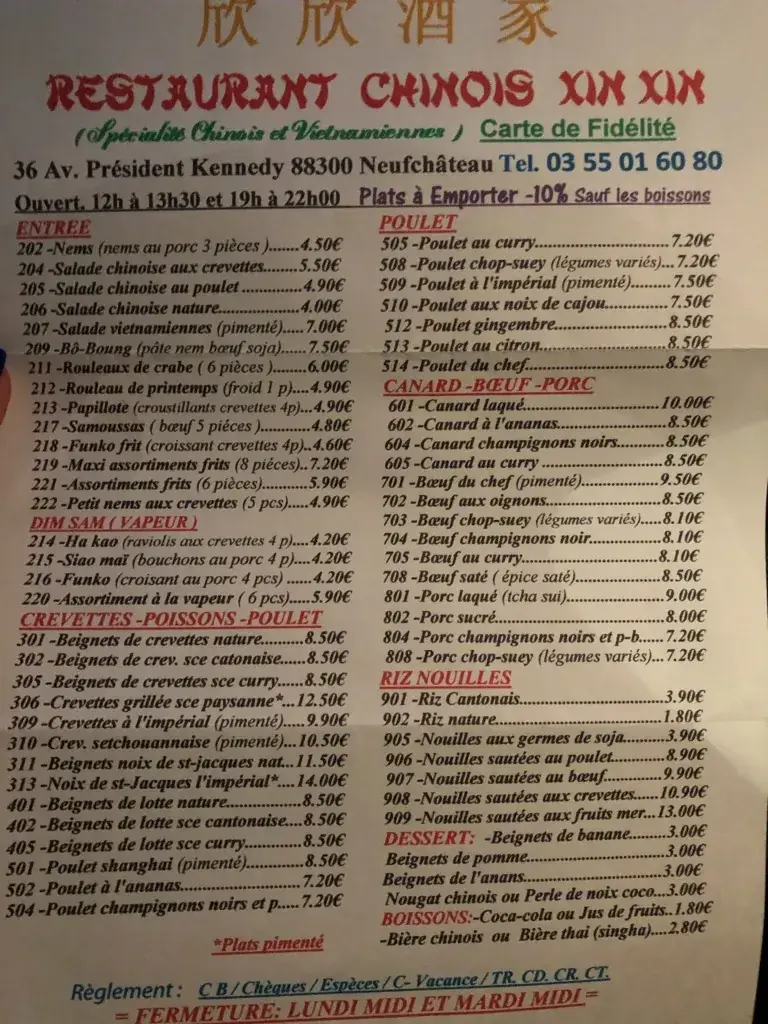 欣欣酒家
RESTAURANT CHINOIS XIN XIN
(Spécialité Chinois et Vietnamiennes) Carte de Fidélité
36 Av. Président Kennedy 88300 Neufchâteau Tel. 03 55 01 60 80
Ouvert. 12h à 13h30 et 19h à 22h00 Plats à Emporter -10% Sauf les boissons
ENTREE
202 -Nems (nems au porc 3 pièces).......4.50€
204 -Salade chinoise aux crevettes........5.50€
205 -Salade chinoise au poulet .............4.90€
206 -Salade chinoise nature..................4.00€
207 -Salade vietnamiennes (pimenté).....7.00€
209 -Bô-Boung (pâte nem bœuf soja)......7.50€
211 -Rouleaux de crabe ( 6 pièces )........6.00€
212 -Rouleau de printemps (froid 1 p)....4.90€
213 -Papillote (croustillants crevettes 4p)...4.90€
217 -Samoussas ( bœuf 5 piéces )...........4.80€
218 -Funko frit (croissant crevettes 4p)..4.60€
219 -Maxi assortiments frits (8 piéces)..7.20€
221 -Assortiments frits (6 pièces)...........5.90€
222 -Petit nems aux crevettes (5 pcs)......4.90€
DIM SAM ( VAPEUR )
214 -Ha kao (raviolis aux crevettes 4 p)....4.20€
215 -Siao maï (bouchons au porc 4 p)......4.20€
216 -Funko (croisant au porc 4 pcs) ......4.20€
220 -Assortiment à la vapeur ( 6 pcs).....5.90€
CREVETTES -POISSONS -POULET
301 -Beignets de crevettes nature.........8.50€
302 -Beignets de crev. sce catonaise......8.50€
305 -Beignets de crevettes sce curry......8.50€
306 -Crevettes grillée sce paysanne*...12.50€
309 -Crevettes à l'impérial (pimenté)....9.90€
310 -Crev. setchouannaise (pimenté)...10.50€
311 -Beignets noix de st-jacques nat...11.50€
313 -Noix de st-Jacques l'impérial*....14.00€
401 -Beignets de lotte nature...............8.50€
402 -Beignets de lotte sce cantonaise....8.50€
405 -Beignets de lotte sce curry...........8.50€
501 -Poulet shanghai (pimenté)..........8.50€
502 -Poulet à l'ananas........................7.20€
504 -Poulet champignons noirs et p.....7.20€
*Plats pimenté
POULET
505 -Poulet au curry..........................7.20€
508 -Poulet chop-suey (légumes variés)...7.20€
509 -Poulet à l'impérial (pimenté)........7.50€
510 -Poulet aux noix de cajou..............7.50€
512 -Poulet gingembre.......................8.50€
513 -Poulet au citron.........................8.50€
514 -Poulet du chef...........................8.50€
CANARD -BŒUF -PORC
601 -Canard laqué...........................10.00€
602 -Canard à l'ananas......................8.50€
604 -Canard champignons noirs..........8.50€
605 -Canard au curry ........................8.50€
701 -Bœuf du chef (pimenté)...............9.50€
702 -Bœuf aux oignons.......................8.50€
703 -Bœuf chop-suey (légumes variés).....8.10€
704 -Bœuf champignons noir..............8.10€
705 -Bœuf au curry...........................8.10€
708 -Bœuf saté ( épice saté).................8.50€
801 -Porc laqué (tcha sui)...................9.00€
802 -Porc sucré.................................8.00€
804 -Porc champignons noirs et p-b......7.20€
808 -Porc chop-suey (légumes variés)...7.20€
RIZ NOUILLES
901 -Riz Cantonais.............................3.90€
902 -Riz nature.................................1.80€
905 -Nouilles aux germes de soja.........3.90€
906 -Nouilles sautées au poulet...........8.90€
907 -Nouilles sautées au bœuf.............9.90€
908 -Nouilles sautées aux crevettes.....10.90€
909 -Nouilles sautées aux fruits mer...13.00€
DESSERT: -Beignets de banane........3.00€
Beignets de pomme.........................3.00€
Beignets de l'anans.........................3.00€
Nougat chinois ou Perle de noix coco...3.00€
BOISSONS:-Coca-cola ou Jus de fruits..1.80€
-Bière chinois ou Bière thai (singha)....2.80€
Règlement : C B / Chèques / Espèces / C- Vacance / TR. CD. CR. CT.
= FERMETURE: LUNDI MIDI ET MARDI MIDI =